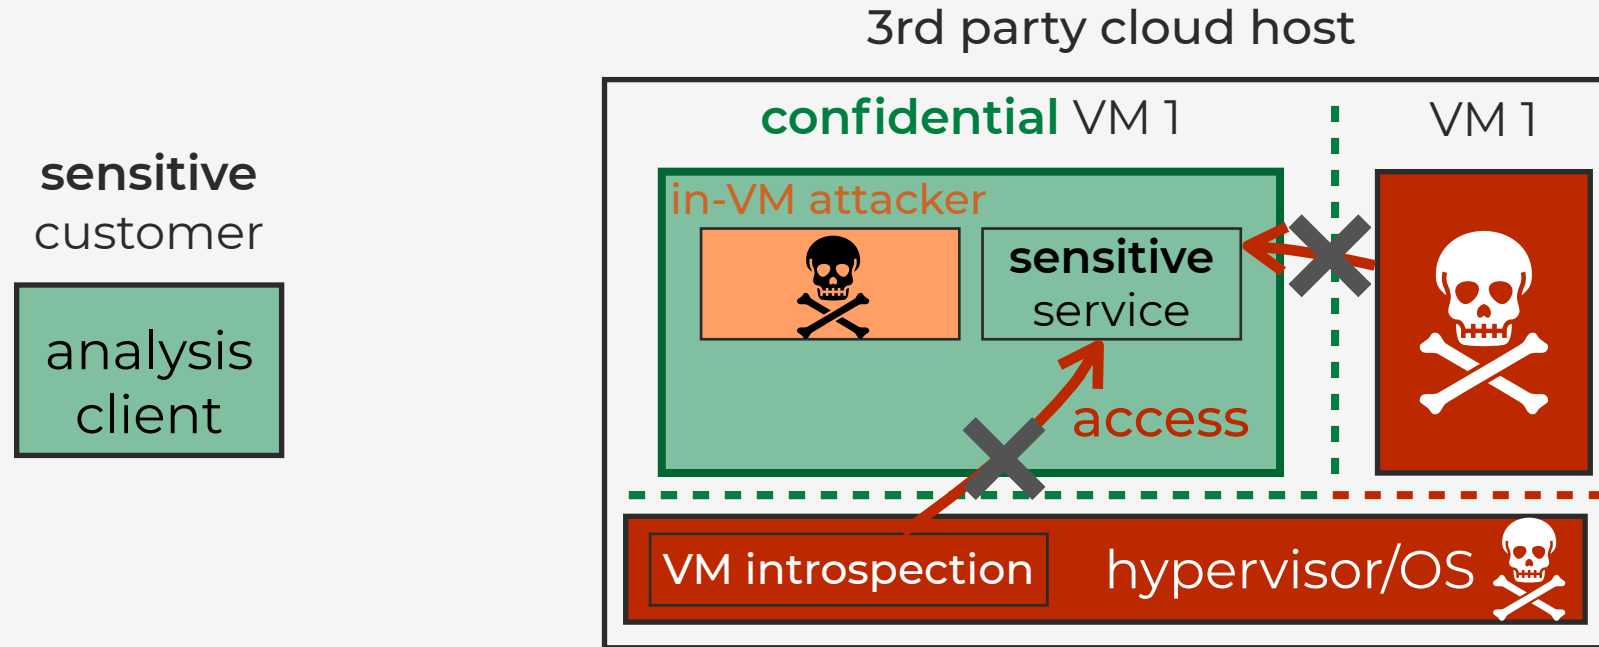 3rd party cloud host
confidential VM 1
VM 1
sensitive
customer
in-VM attacker
sensitive
service
analysis
client
access
VM introspection
hypervisor/OS